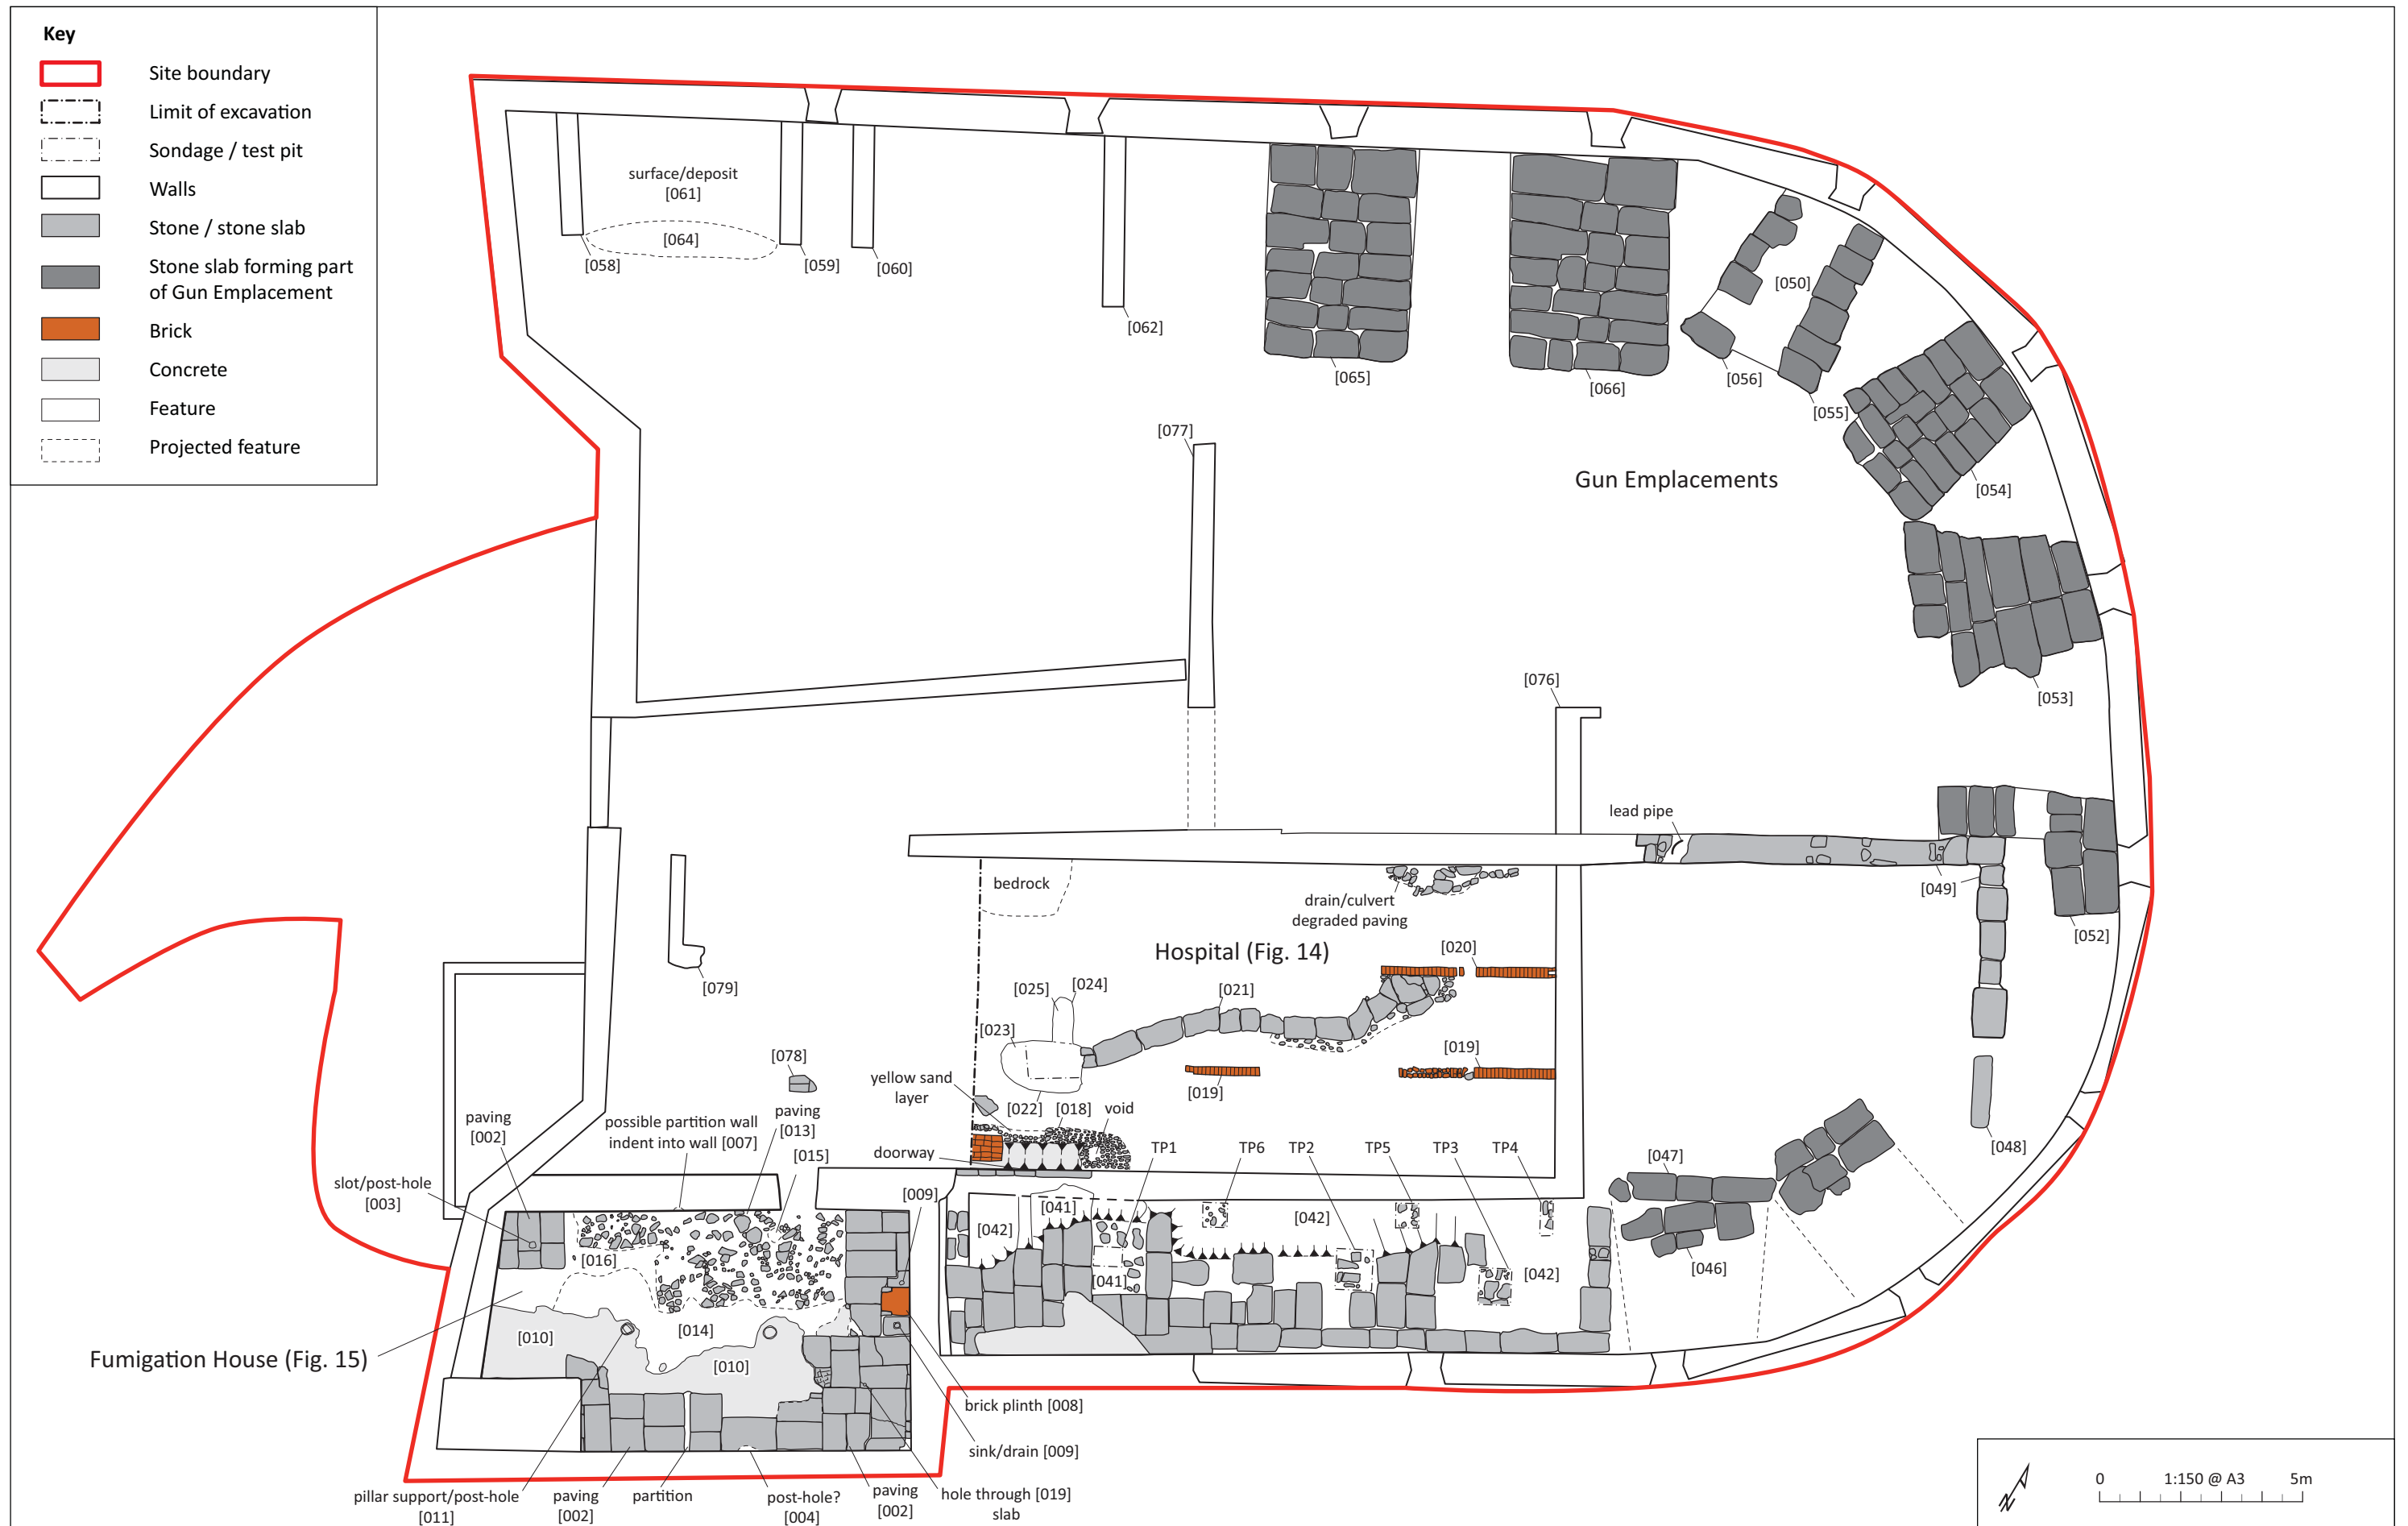 Key
Site boundary
Limit of excavation
Sondage / test pit
Walls
Stone / stone slab
Stone slab forming part
of Gun Emplacement
Brick
Concrete
Feature
Projected feature
surface/deposit
[061]
[064]
[058]
[059]
[060]
[062]
[065]
[066]
[050]
[056]
[055]
[054]
Gun Emplacements
[077]
[053]
[076]
lead pipe
[049]
[052]
bedrock
drain/culvert
degraded paving
Hospital (Fig. 14)
[020]
[079]
[025]
[024]
[021]
[023]
[019]
[019]
[078]
yellow sand
layer
[022]
[018]
void
paving
[002]
possible partition wall
indent into wall [007]
paving
[013]
[015]
doorway
TP1
TP6
TP2
TP5
TP3
TP4
[048]
[047]
[046]
slot/post-hole
[003]
[009]
[041]
[042]
[042]
[042]
[041]
[016]
[014]
[010]
[010]
Fumigation House (Fig. 15)
brick plinth [008]
sink/drain [009]
hole through [019]
slab
pillar support/post-hole
[011]
paving
[002]
partition
post-hole?
[004]
paving
[002]
N
0
1:150 @ A3
5m